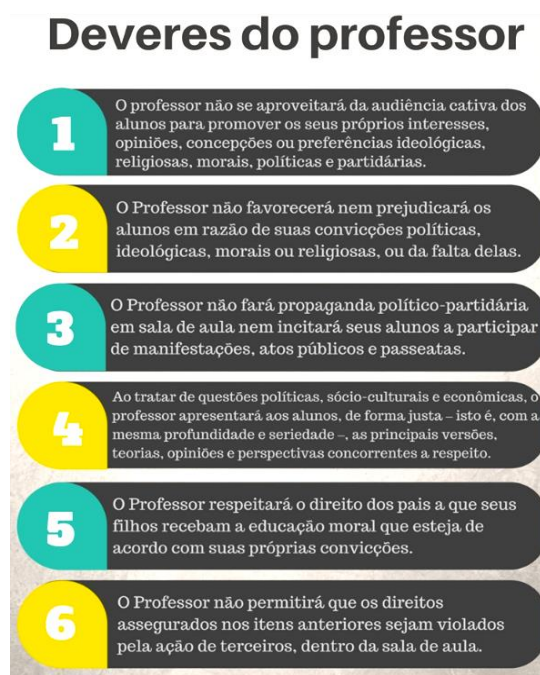 Deveres do professor
1
O professor não se aproveitará da audiência cativa dos
alunos para promover os seus próprios interesses,
opiniões, concepções ou preferências ideológicas,
religiosas, morais, políticas e partidárias.
2
O Professor não favorecerá nem prejudicará os
alunos em razão de suas convicções políticas,
ideológicas, morais ou religiosas, ou da falta delas.
3
O Professor não fará propaganda político-partidária
em sala de aula nem incitará seus alunos a participar
de manifestações, atos públicos e passeatas.
4
Ao tratar de questões políticas, sócio-culturais e econômicas, o
professor apresentará aos alunos, de forma justa – isto é, com a
mesma profundidade e seriedade –, as principais versões,
teorias, opiniões e perspectivas concorrentes a respeito.
5
O Professor respeitará o direito dos pais a que seus
filhos recebam a educação moral que esteja de
acordo com suas próprias convicções.
6
O Professor não permitirá que os direitos
assegurados nos itens anteriores sejam violados
pela ação de terceiros, dentro da sala de aula.